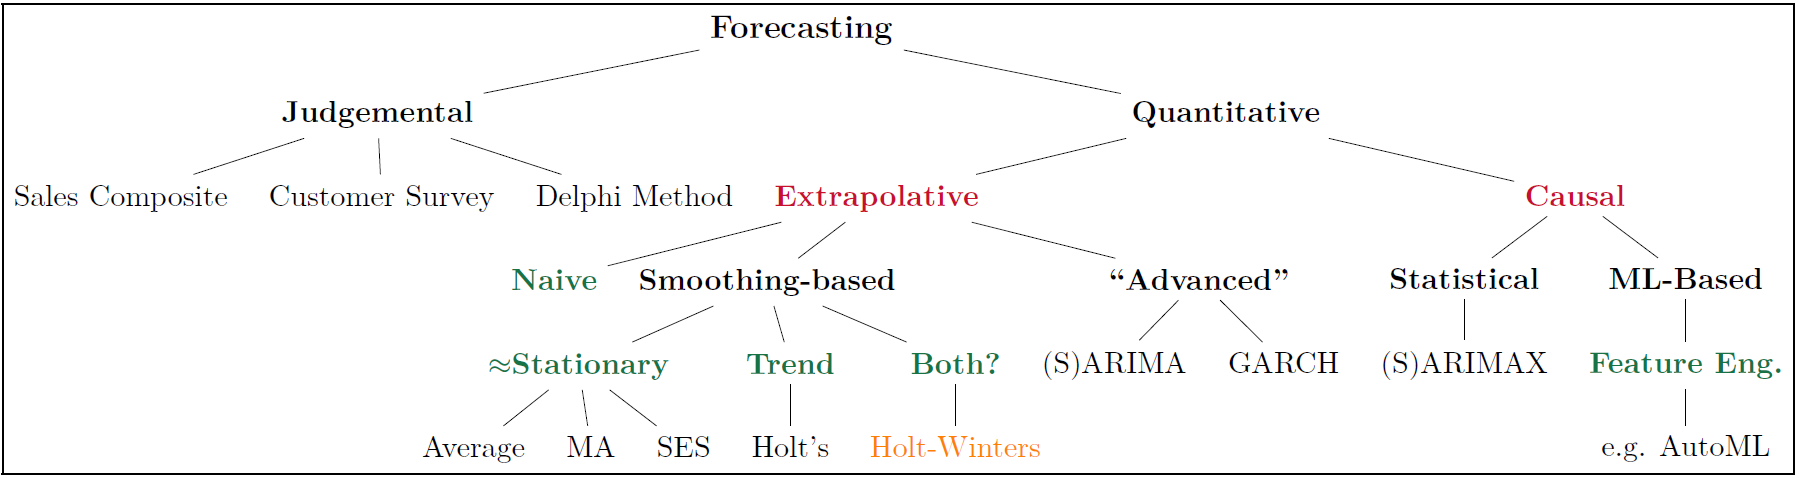 Forecasting
Judgemental Quantitative
Sales Composite Customer Survey Delphi Method Extrapolative Causal
Naive Smoothing-based “Advanced” Statistical ML-Based
≈Stationary Trend Both? (S)ARIMA GARCH (S)ARIMAX Feature Eng.
Average MA SES Holt's Holt-Winters e.g. AutoML